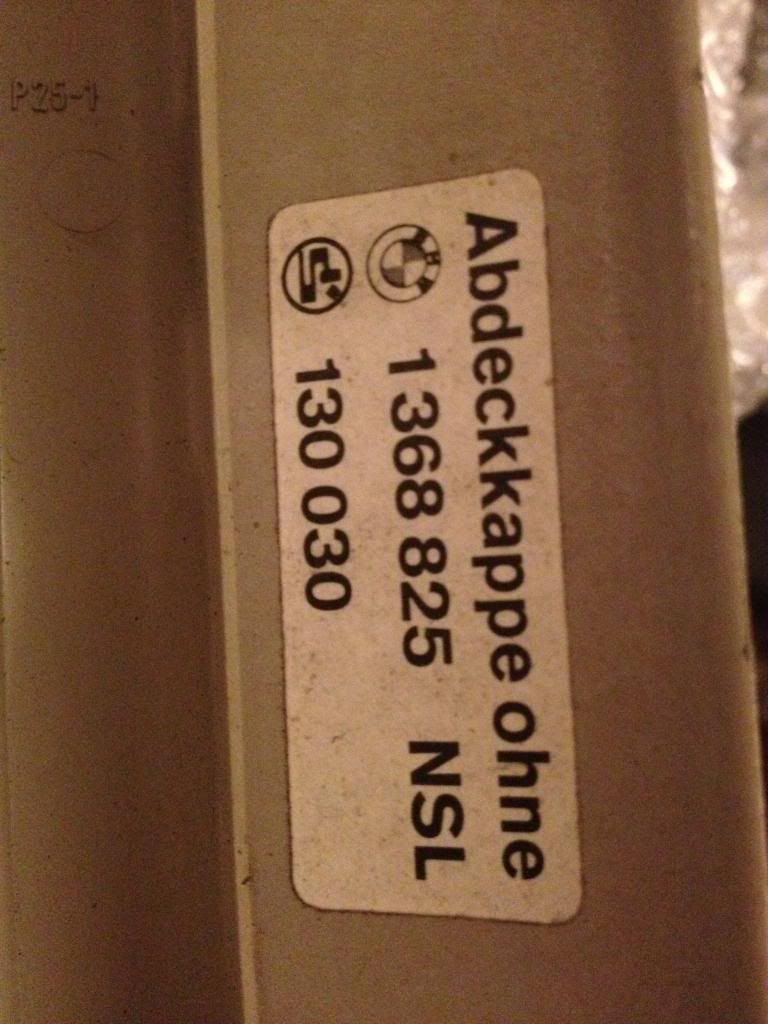 P25-1
Abdeckkappe ohne
1 368 825 NSL
130 030